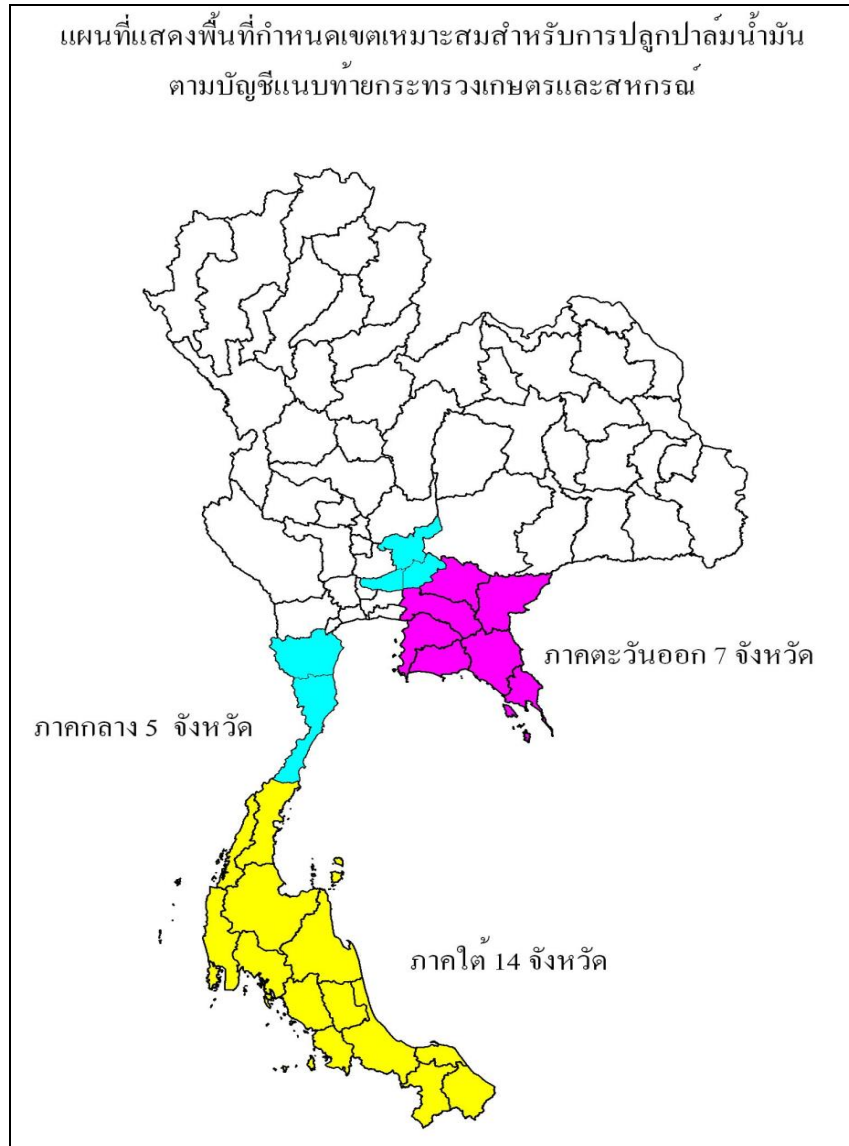 แผนที่แสดงพื้นที่กำหนดเขตเหมาะสมสำหรับการปลูกปาล์มน้ำมัน
ตามบัญชีแนบท้ายกระทรวงเกษตรและสหกรณ์
ภาคตะวันออก 7 จังหวัด
ภาคกลาง 5 จังหวัด
ภาคใต้ 14 จังหวัด